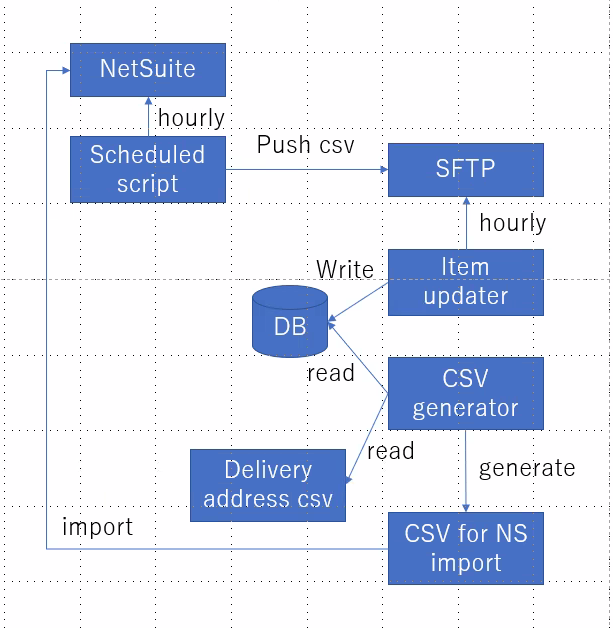 NetSuite
hourly
Scheduled
script
Push csv
SFTP
hourly
Item
updater
Write
DB
read
CSV
generator
read
Delivery
address csv
generate
import
CSV for NS
import